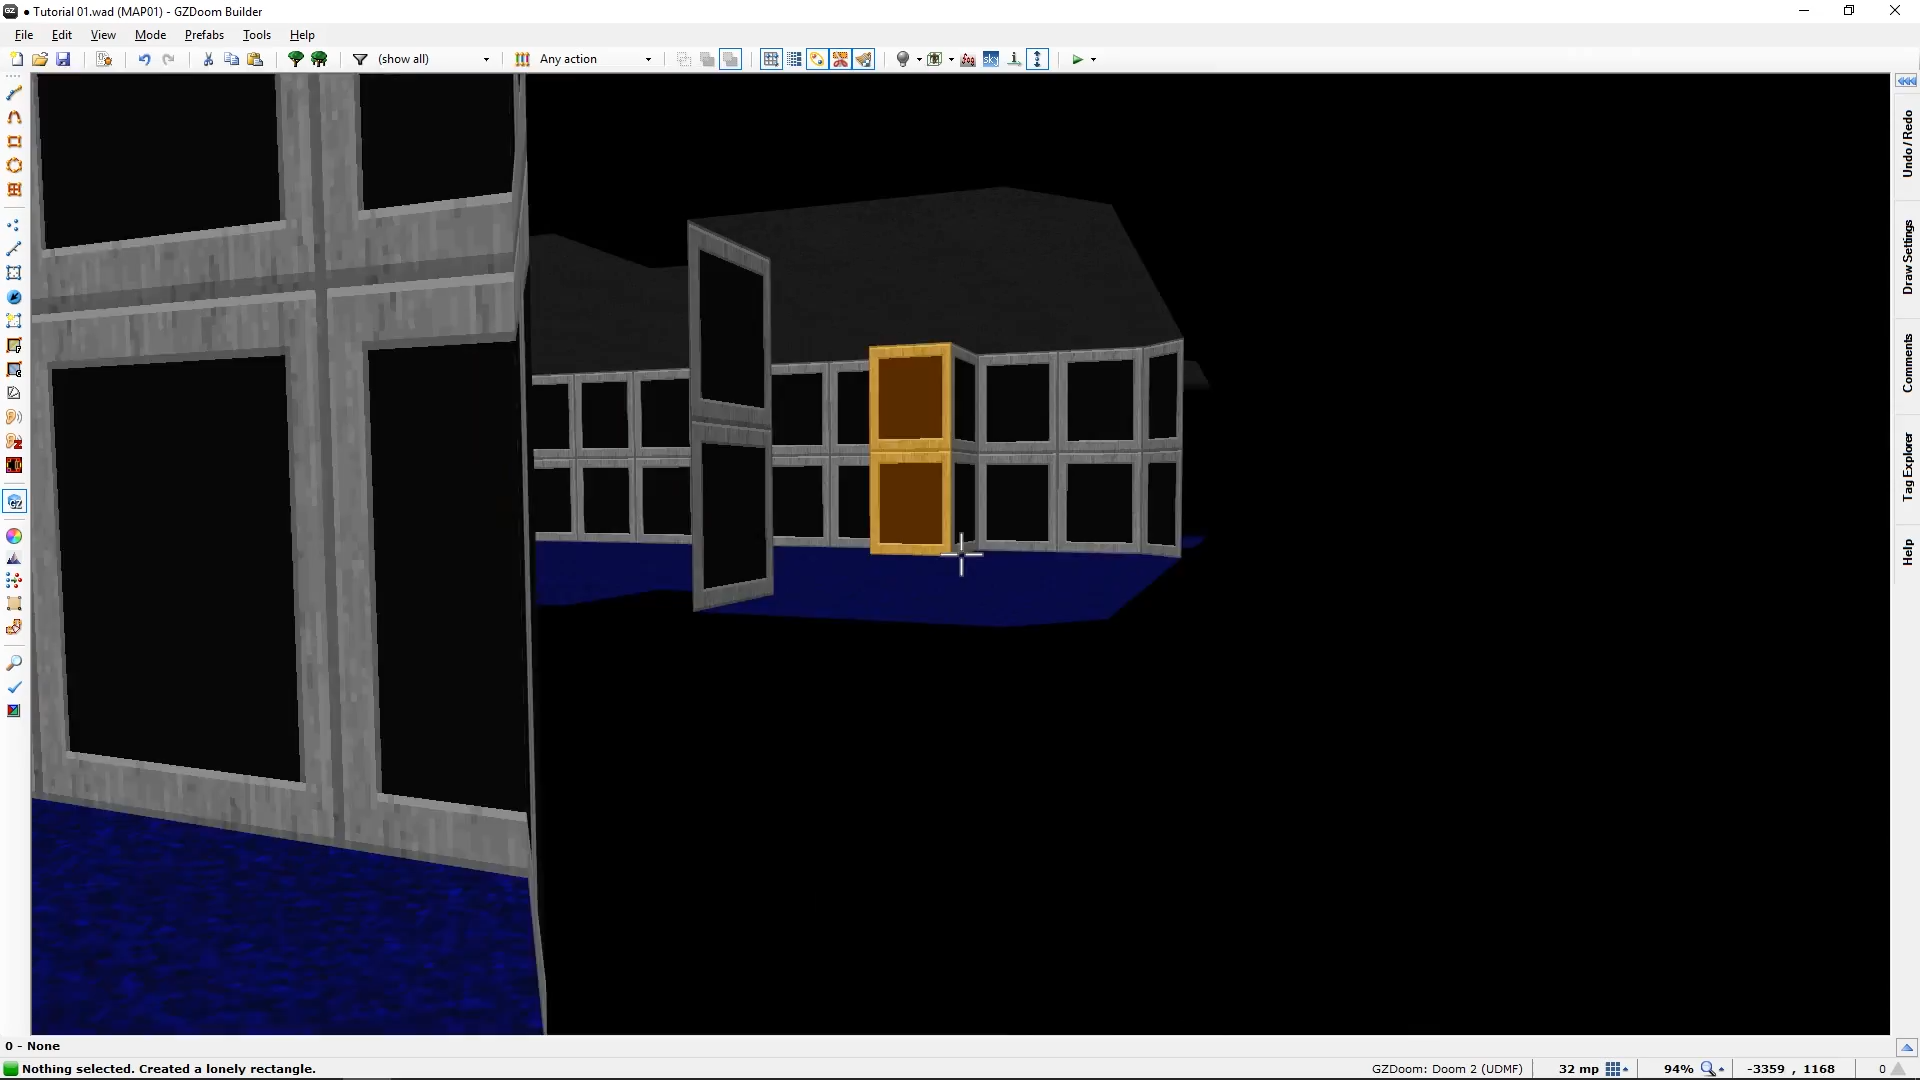 • Tutorial 01.wad (MAP01) - GZDoom Builder
File Edit View Mode Prefabs Tools Help
(show all) Any action
sky
GZ
Undo / Redo
Draw Settings
Comments
Tag Explorer
Help
0 - None
Nothing selected. Created a lonely rectangle.
GZDoom: Doom 2 (UDMF) 32 mp 94% -3359 , 1168 0